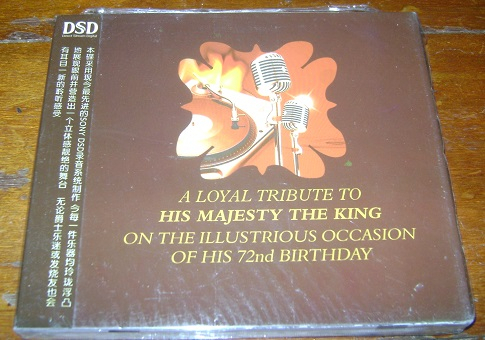 DSD
Direct Stream Digital
本碟采用现今最先进的SONY DSD录音系统制作 令每一件乐器均玲珑浮凸
地展现眼前并营造出一个立体感靓绝的舞台 无论爵士乐迷或发烧友也会
有耳目一新的聆听感受
A LOYAL TRIBUTE TO
HIS MAJESTY THE KING
ON THE ILLUSTRIOUS OCCASION
OF HIS 72nd BIRTHDAY